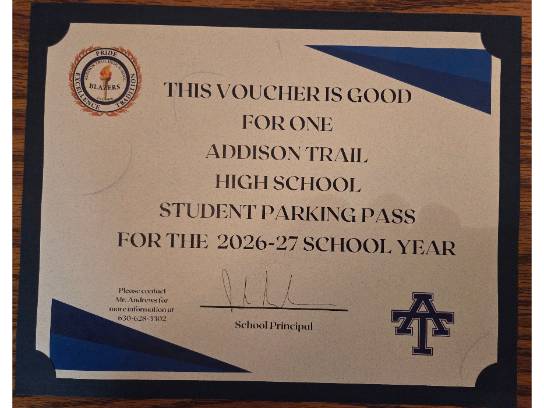 PRIDE
EXCELLENCE
TRADITION
BLAZERS
THIS VOUCHER IS GOOD
FOR ONE
ADDISON TRAIL
HIGH SCHOOL
STUDENT PARKING PASS
FOR THE 2026-27 SCHOOL YEAR
Please contact
Mr. Andrews for
more information at
630-628-3302
School Principal
AT